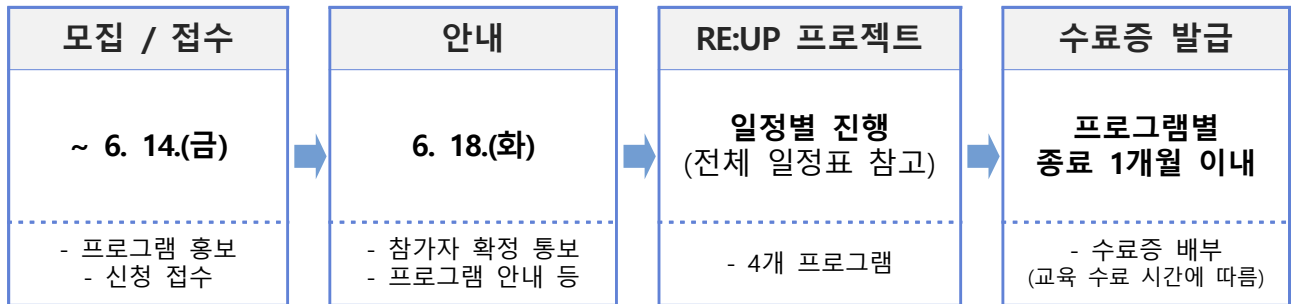 모집 / 접수
~ 6. 14.(금)
- 프로그램 홍보
- 신청 접수
안내
6. 18.(화)
- 참가자 확정 통보
- 프로그램 안내 등
RE:UP 프로젝트
일정별 진행
(전체 일정표 참고)
- 4개 프로그램
수료증 발급
프로그램별
종료 1개월 이내
- 수료증 배부
(교육 수료 시간에 따름)